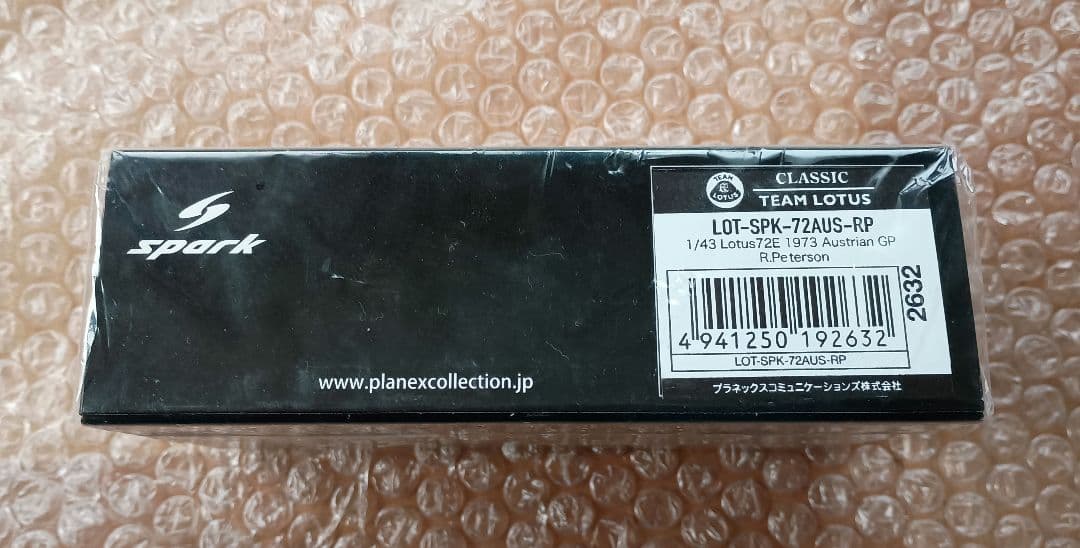 spark
www.planexcollection.jp
TEAM LOTUS
CLASSIC
TEAM LOTUS
LOT-SPK-72AUS-RP
1/43 Lotus72E 1973 Austrian GP
R.Peterson
2632
4 941250 192632
LOT-SPK-72AUS-RP
プラネックスコミュニケーションズ株式会社